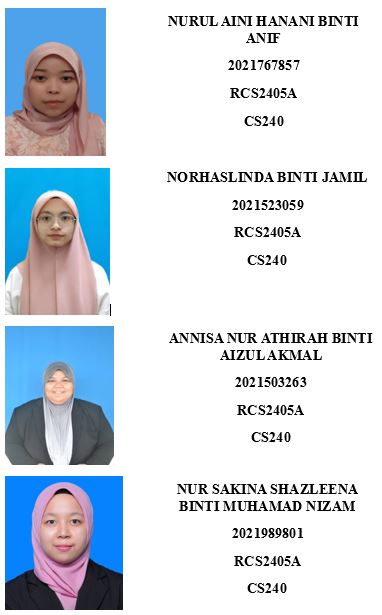 NURUL AINI HANANI BINTI
ANIF
2021767857
RCS2405A
CS240
NORHASLINDA BINTI JAMIL
2021523059
RCS2405A
CS240
ANNISA NUR ATHIRAH BINTI
AIZUL AKMAL
2021503263
RCS2405A
CS240
NUR SAKINA SHAZLEENA
BINTI MUHAMAD NIZAM
2021989801
RCS2405A
CS240